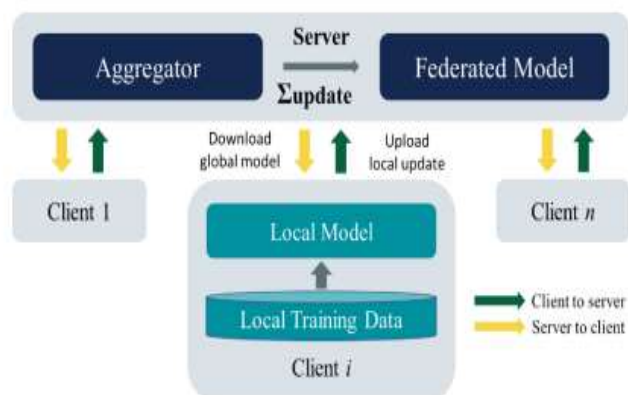 Server
Aggregator
Federated Model
Σupdate
Download
global model
Upload
local update
Client 1
Client n
Local Model
Local Training Data
Client i
Client to server
Server to client